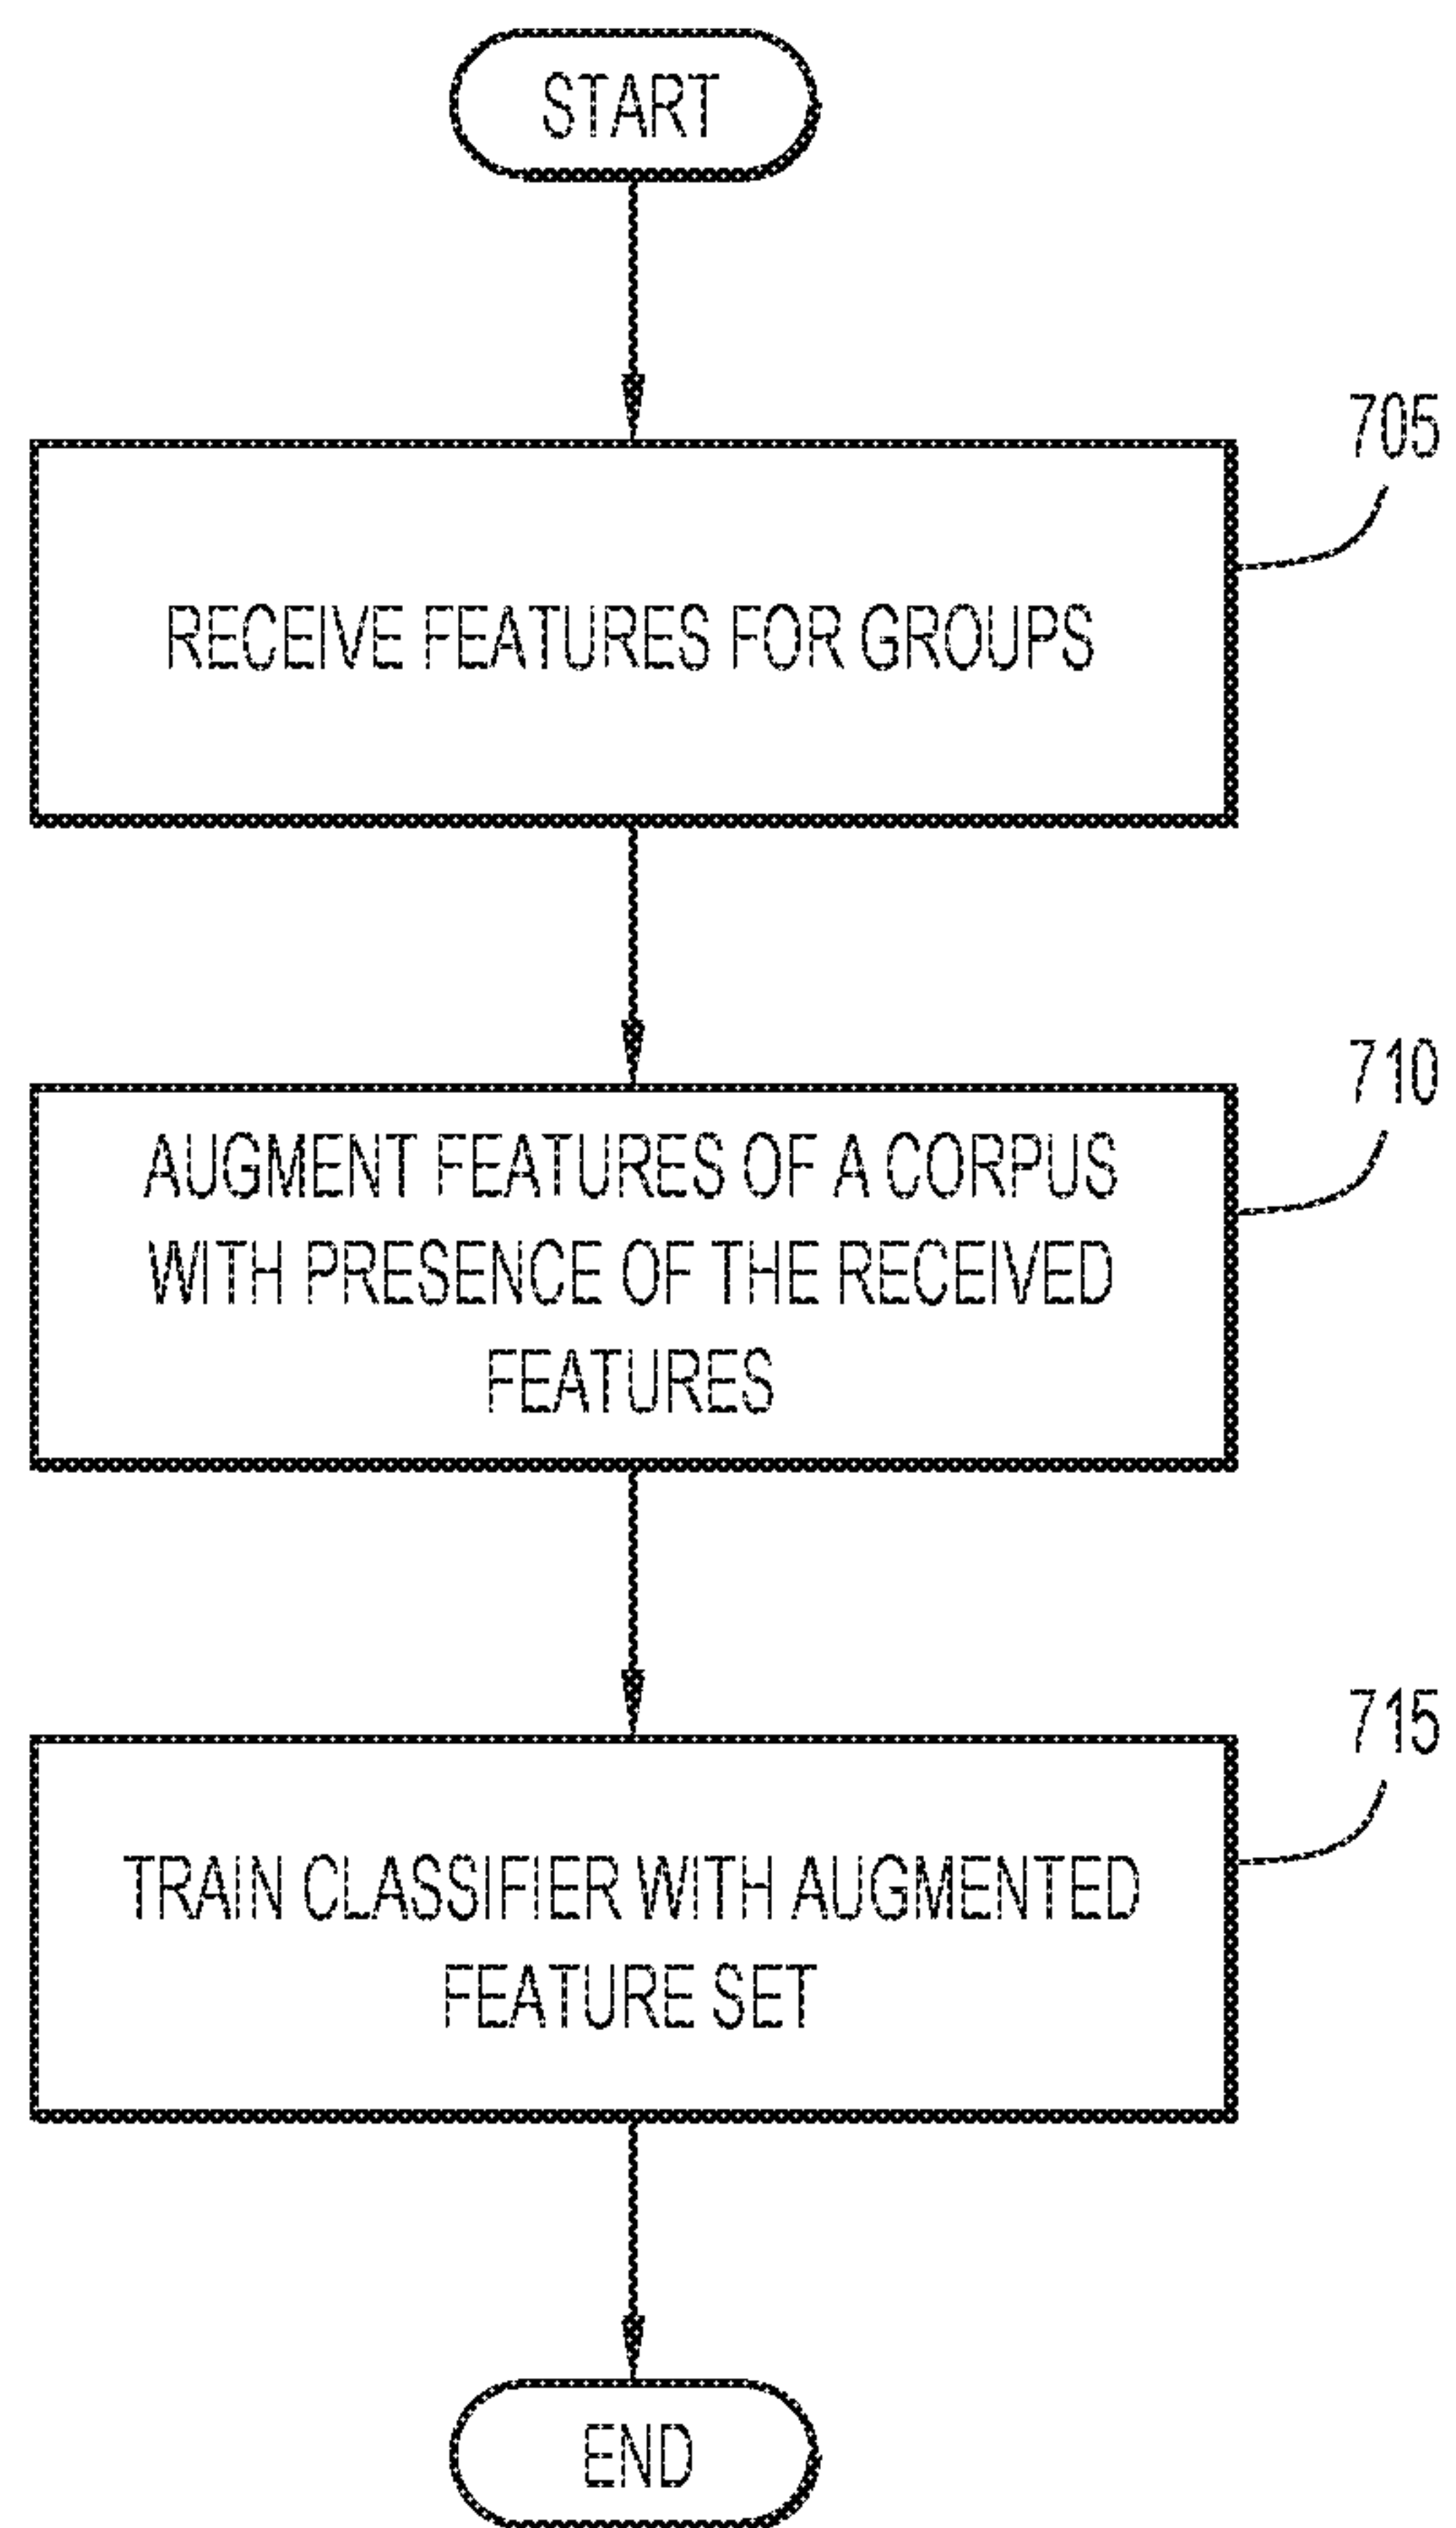 START
705
RECEIVE FEATURES FOR GROUPS
710
AUGMENT FEATURES OF A CORPUS
WITH PRESENCE OF THE RECEIVED
FEATURES
715
TRAIN CLASSIFIER WITH AUGMENTED
FEATURE SET
END